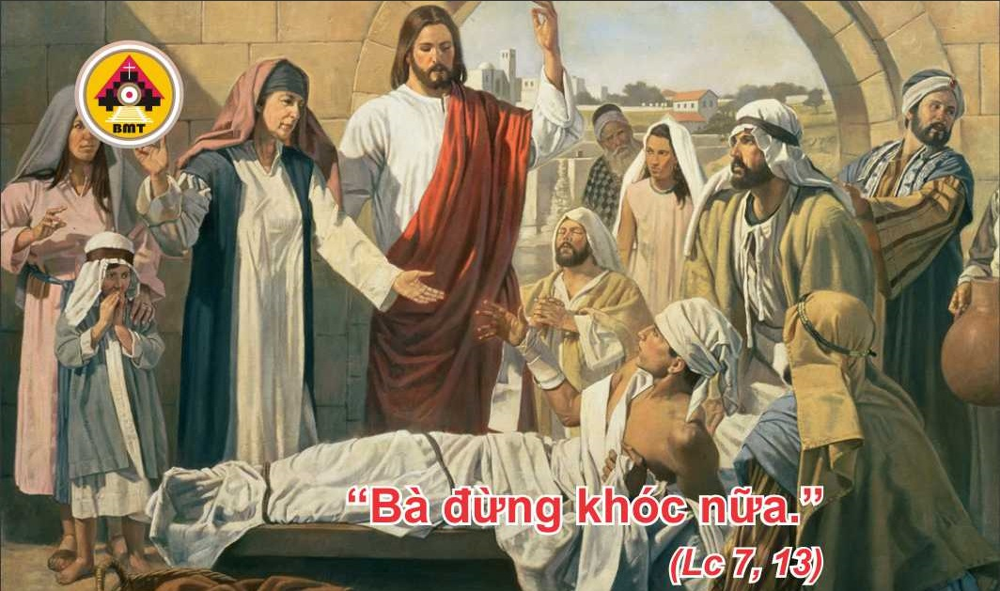 BMT
“Bà đừng khóc nữa.”
(Lc 7, 13)